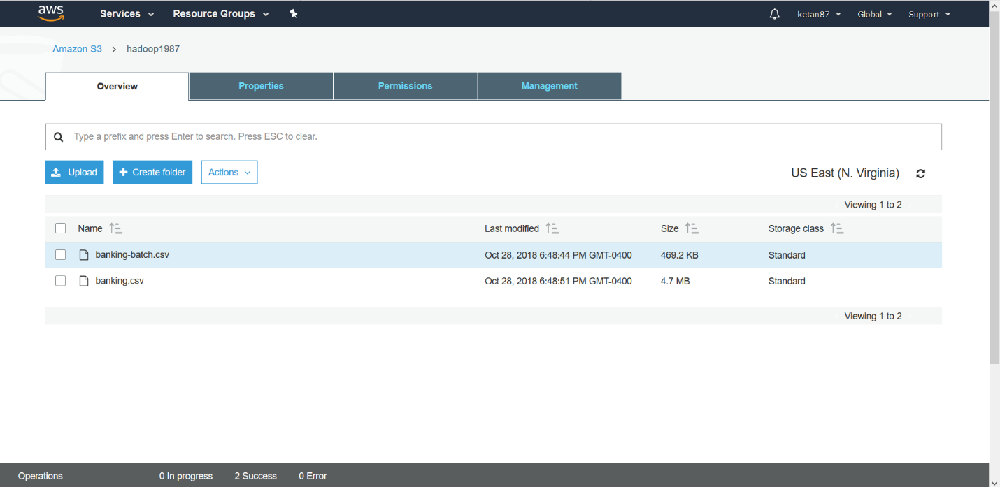 aws Services Resource Groups ketan87 Global Support
Amazon S3 > hadoop1987
Overview Properties Permissions Management
Type a prefix and press Enter to search. Press ESC to clear.
Upload Create folder Actions US East (N. Virginia)
Viewing 1 to 2
Name Last modified Size Storage class
banking-batch.csv Oct 28, 2018 6:48:44 PM GMT-0400 469.2 KB Standard
banking.csv Oct 28, 2018 6:48:51 PM GMT-0400 4.7 MB Standard
Viewing 1 to 2
Operations 0 In progress 2 Success 0 Error